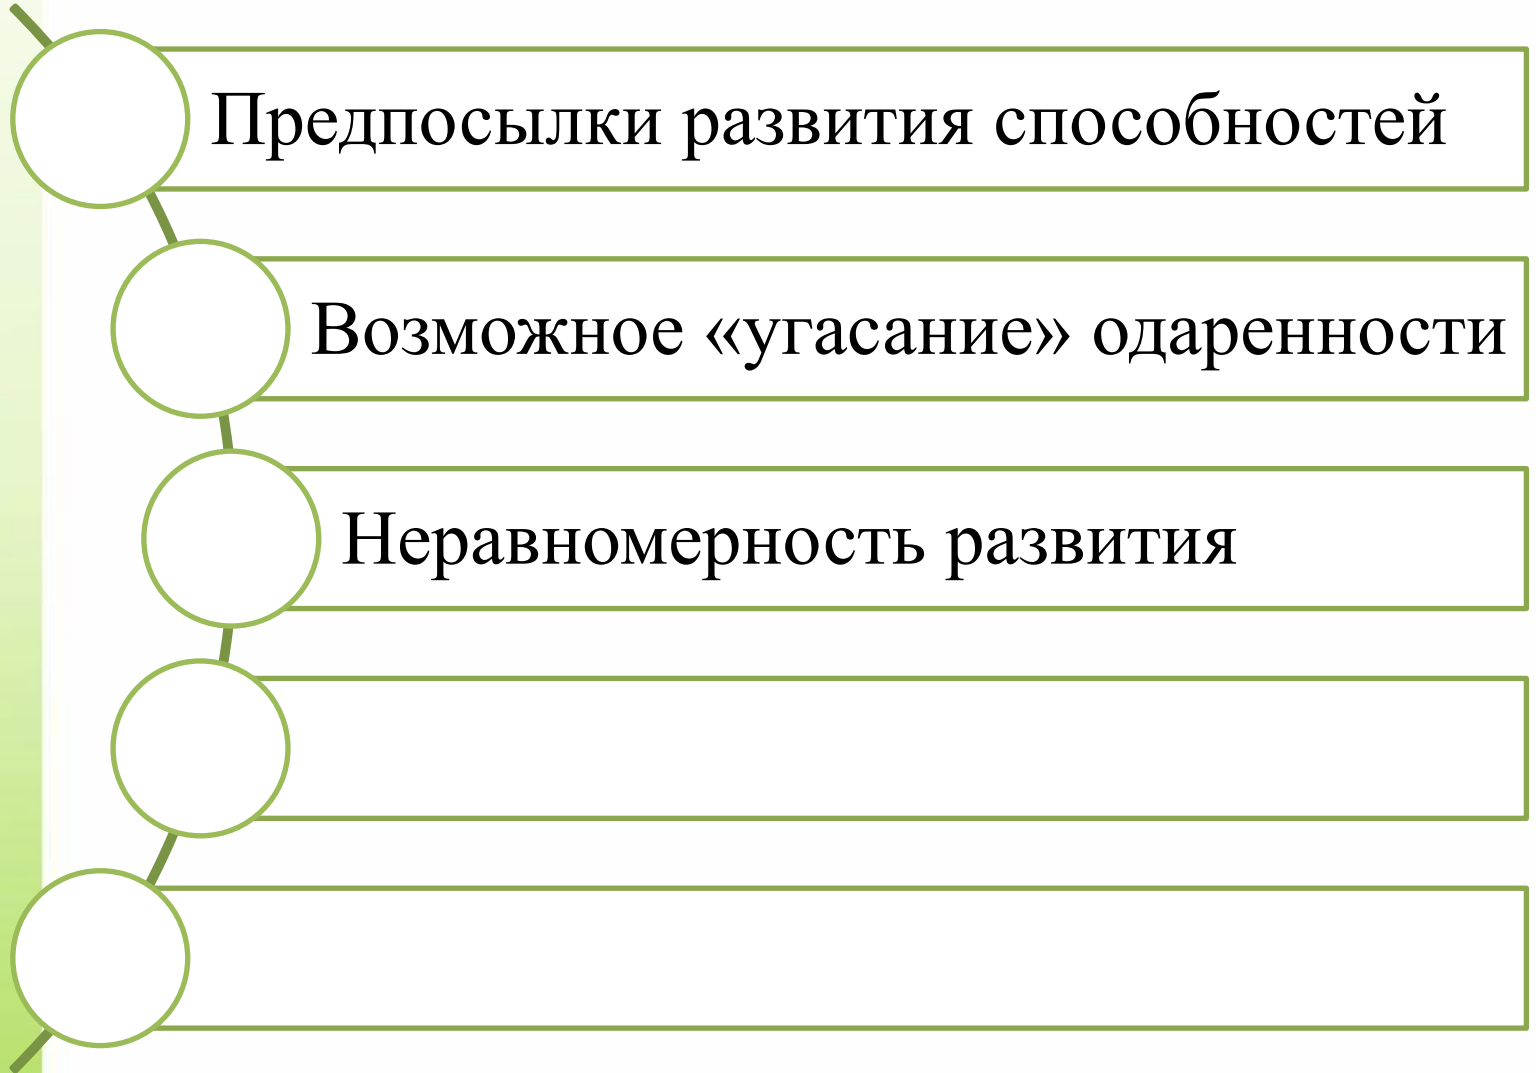 Предпосылки развития способностей
Возможное «угасание» одаренности
Неравномерность развития